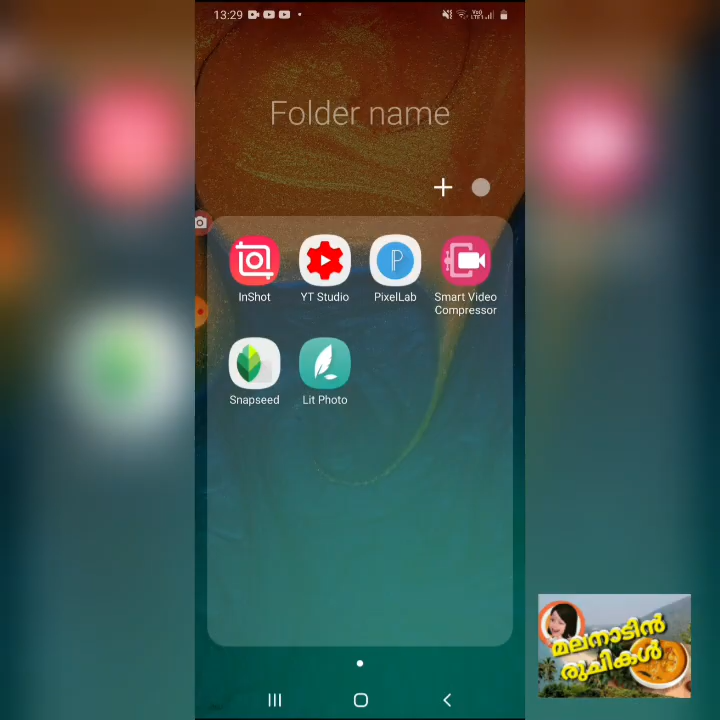 13:29
Folder name
InShot
YT Studio
PixelLab
Smart Video
Compressor
Snapseed
Lit Photo
മലനാടിൻ
രുചികൾ